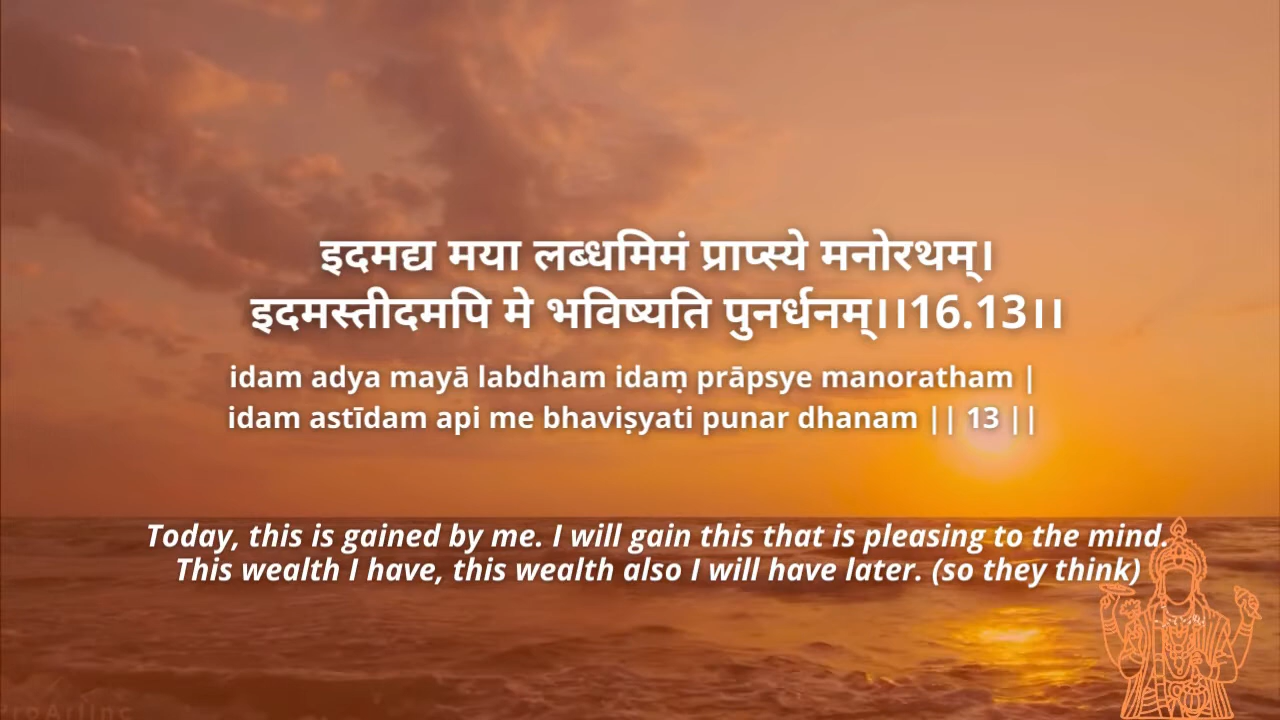 इदमद्य मया लब्धमिमं प्राप्स्ये मनोरथम्।
इदमस्तीदमपि मे भविष्यति पुनर्धनम्।।16.13।।
idam adya mayā labdham idaṃ prāpsye manoratham |
idam astīdam api me bhaviṣyati punar dhanam || 13 ||
Today, this is gained by me. I will gain this that is pleasing to the mind.
This wealth I have, this wealth also I will have later. (so they think)